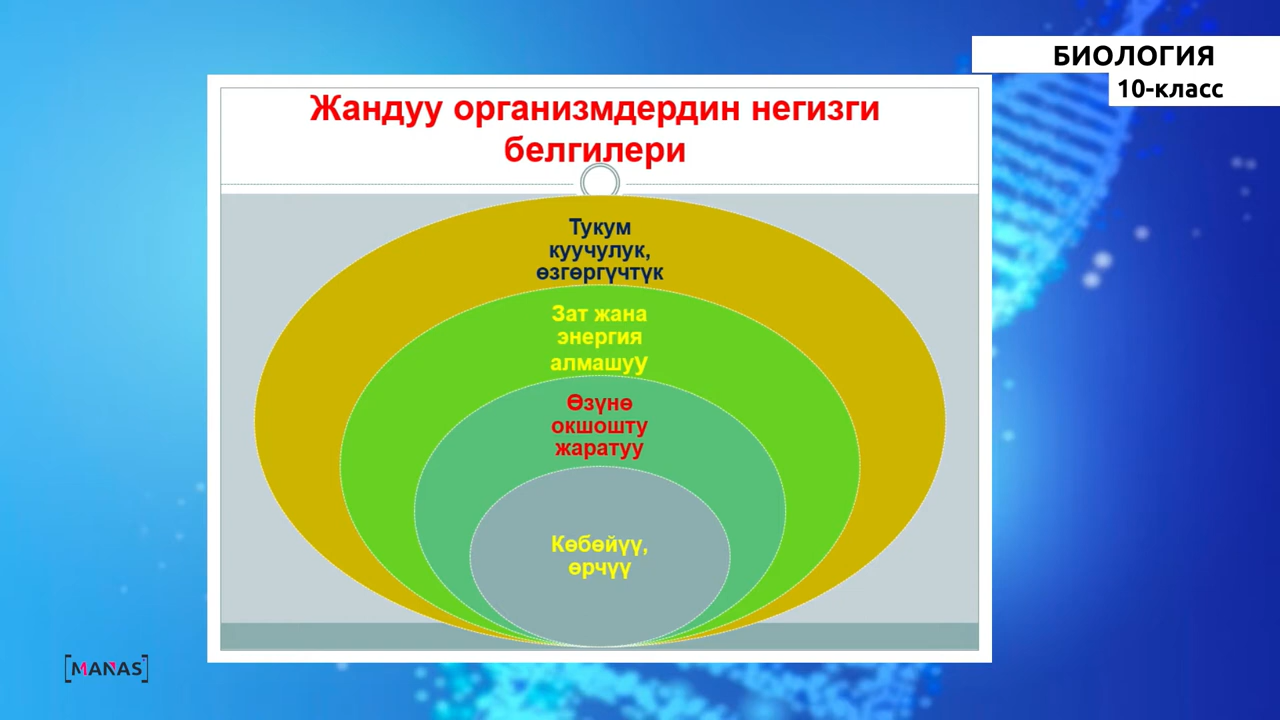 БИОЛОГИЯ
10-класс
Жандуу организмдердин негизги
белгилери
Тукум
куучулук,
өзгөргүчтүк
Зат жана
энергия
алмашуу
Өзүнө
окшошту
жаратуу
Көбөйүү,
өрчүү
[MANAS]